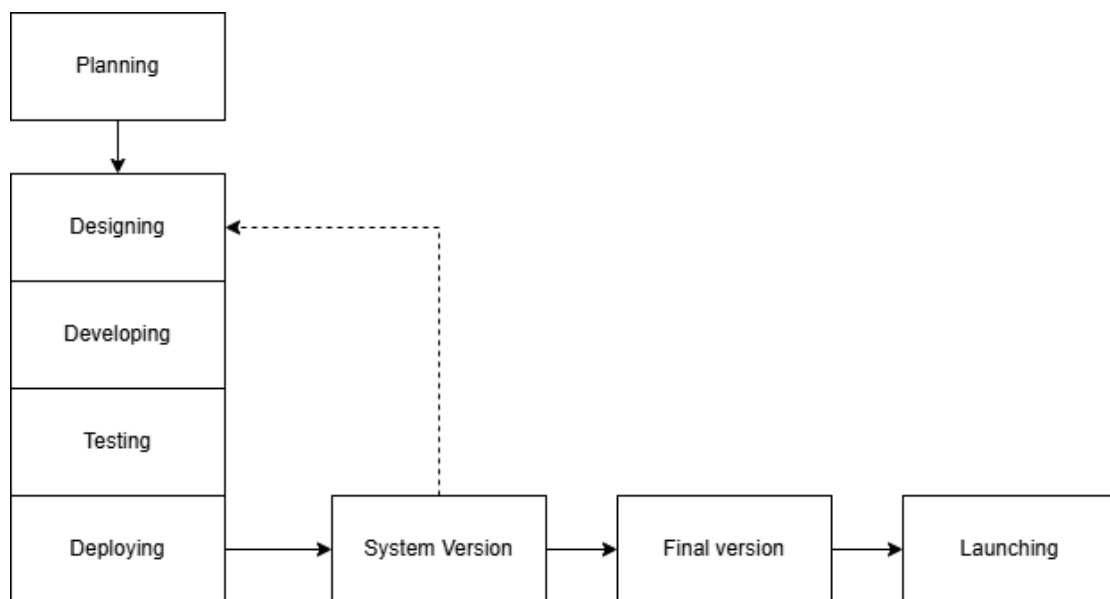 Planning
Designing
Developing
Testing
Deploying
System Version
Final version
Launching